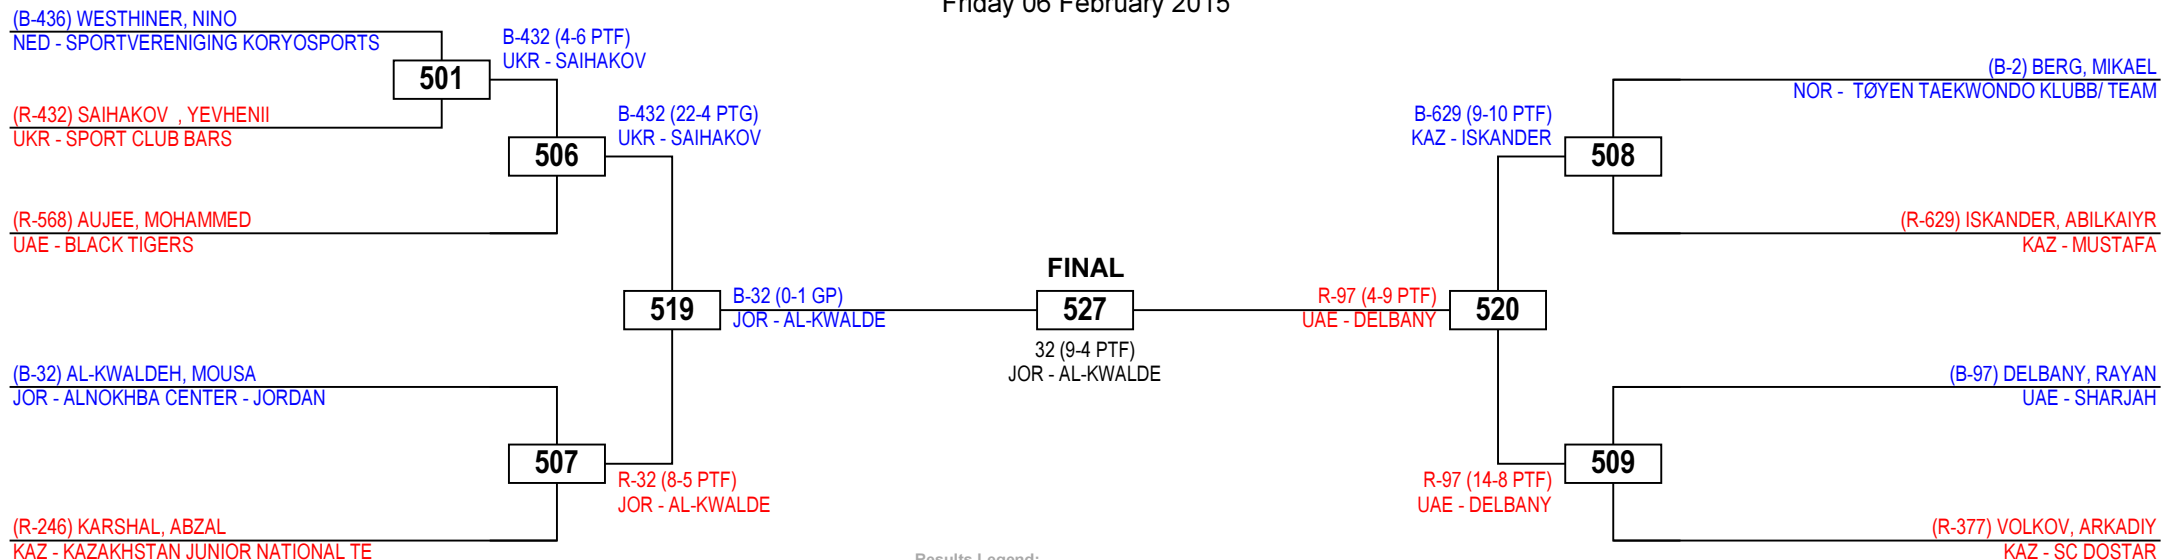 Friday 06 February 2015
(B-436) WESTHINER, NINO
NED - SPORTVERENIGING KORYOSPORTS
501
(R-432) SAIHAKOV , YEVHENII
UKR - SPORT CLUB BARS
B-432 (4-6 PTF)
UKR - SAIHAKOV
506
(R-568) AUJEE, MOHAMMED
UAE - BLACK TIGERS
B-432 (22-4 PTG)
UKR - SAIHAKOV
519
(B-32) AL-KWALDEH, MOUSA
JOR - ALNOKHBA CENTER - JORDAN
507
(R-246) KARSHAL, ABZAL
KAZ - KAZAKHSTAN JUNIOR NATIONAL TE
R-32 (8-5 PTF)
JOR - AL-KWALDE
B-32 (0-1 GP)
JOR - AL-KWALDE
FINAL
527
32 (9-4 PTF)
JOR - AL-KWALDE
R-97 (4-9 PTF)
UAE - DELBANY
520
B-629 (9-10 PTF)
KAZ - ISKANDER
508
(B-2) BERG, MIKAEL
NOR - TØYEN TAEKWONDO KLUBB/ TEAM
(R-629) ISKANDER, ABILKAIYR
KAZ - MUSTAFA
R-97 (14-8 PTF)
UAE - DELBANY
509
(B-97) DELBANY, RAYAN
UAE - SHARJAH
(R-377) VOLKOV, ARKADIY
KAZ - SC DOSTAR
Results Legend: